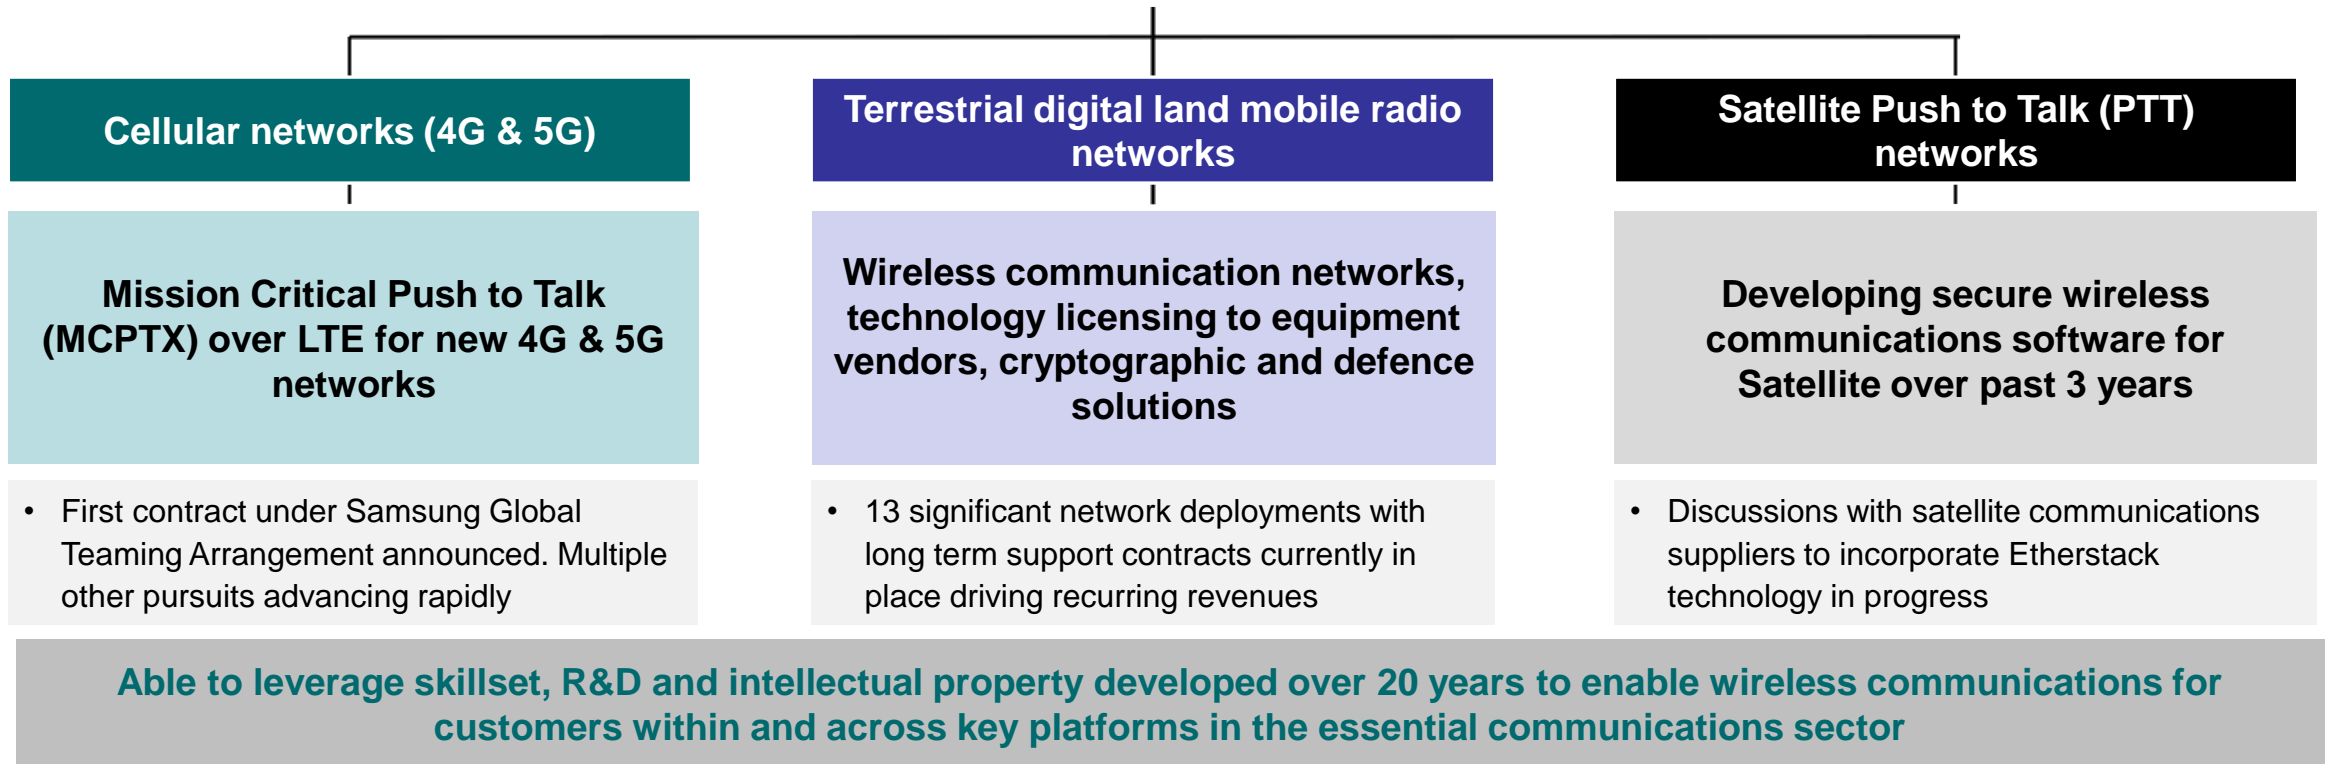 Cellular networks (4G & 5G)
Mission Critical Push to Talk
(MCPTX) over LTE for new 4G & 5G
networks
• First contract under Samsung Global
Teaming Arrangement announced. Multiple
other pursuits advancing rapidly
Terrestrial digital land mobile radio
networks
Wireless communication networks,
technology licensing to equipment
vendors, cryptographic and defence
solutions
• 13 significant network deployments with
long term support contracts currently in
place driving recurring revenues
Satellite Push to Talk (PTT)
networks
Developing secure wireless
communications software for
Satellite over past 3 years
• Discussions with satellite communications
suppliers to incorporate Etherstack
technology in progress
Able to leverage skillset, R&D and intellectual property developed over 20 years to enable wireless communications for
customers within and across key platforms in the essential communications sector